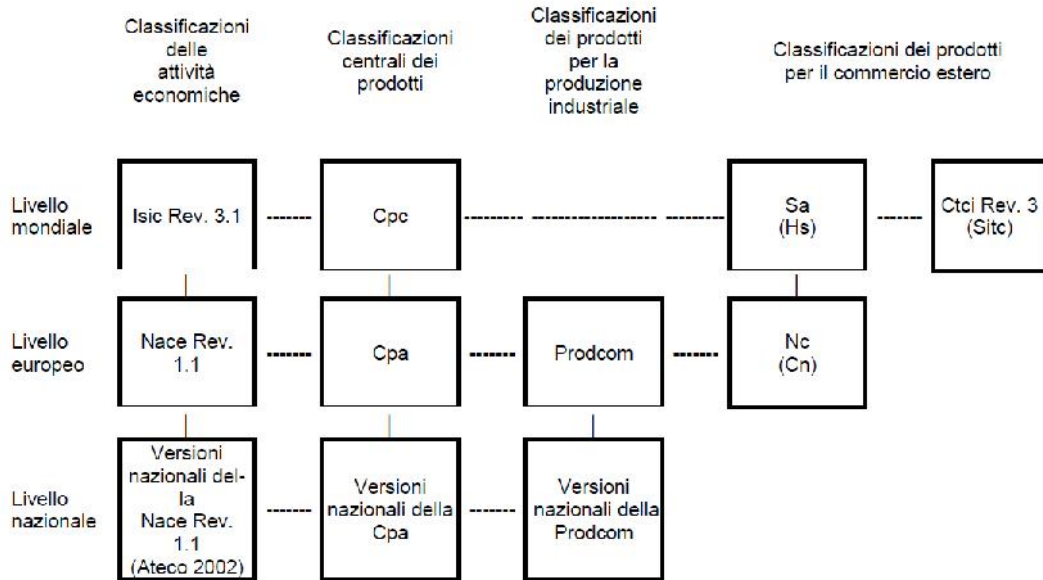 Classificazioni
delle
attività
economiche
Classificazioni
centrali dei
prodotti
Classificazioni
dei prodotti
per la
produzione
industriale
Classificazioni dei prodotti
per il commercio estero
Livello
mondiale
Isic Rev. 3.1
Cpc
Sa
(Hs)
Ctci Rev. 3
(Sitc)
Livello
europeo
Nace Rev.
1.1
Cpa
Prodcom
Nc
(Cn)
Livello
nazionale
Versioni
nazionali del-
la
Nace Rev.
1.1
(Ateco 2002)
Versioni
nazionali della
Cpa
Versioni
nazionali della
Prodcom